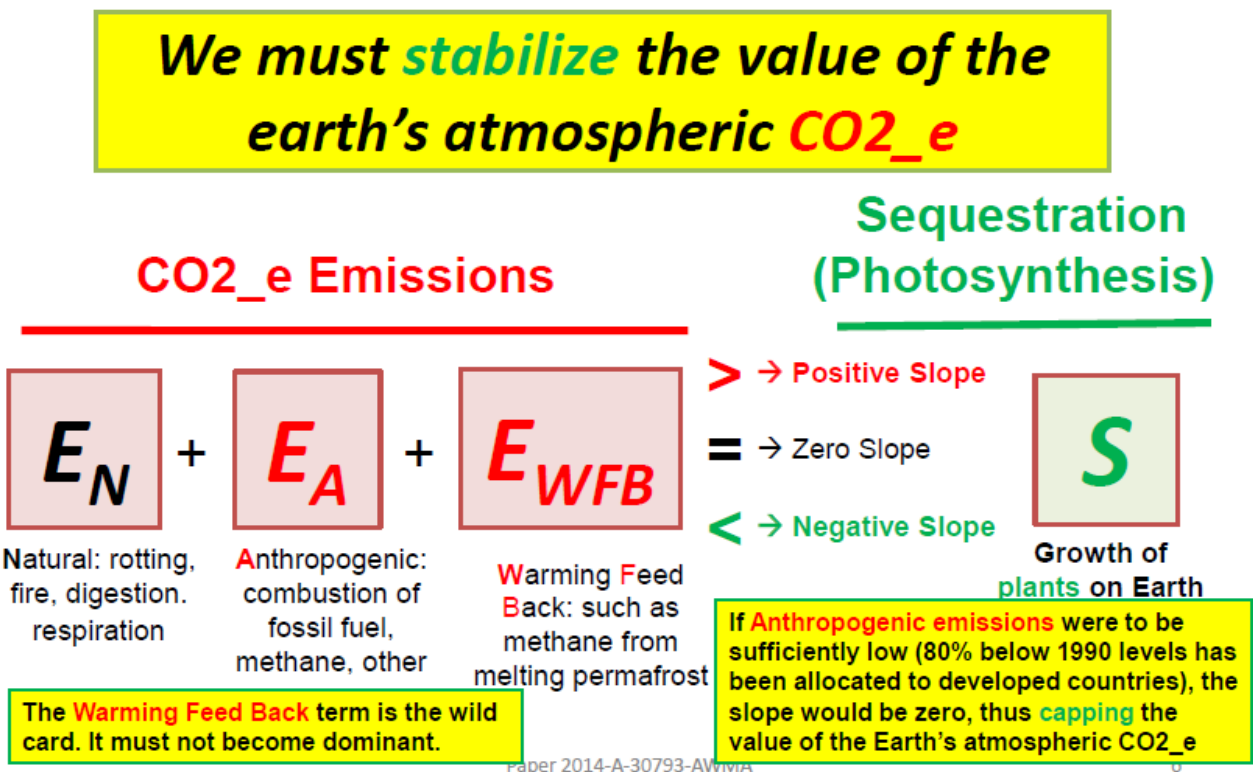 We must stabilize the value of the
earth's atmospheric CO2_e
Sequestration
(Photosynthesis)
CO2_e Emissions
E_N + E_A + E_WFB
> → Positive Slope
= → Zero Slope
< → Negative Slope
S
Natural: rotting,
fire, digestion.
respiration
Anthropogenic:
combustion of
fossil fuel,
methane, other
Warming Feed
Back: such as
methane from
melting permafrost
Growth of
plants on Earth
The Warming Feed Back term is the wild
card. It must not become dominant.
If Anthropogenic emissions were to be
sufficiently low (80% below 1990 levels has
been allocated to developed countries), the
slope would be zero, thus capping the
value of the Earth's atmospheric CO2_e
Paper 2014-A-30793-AWMA
6